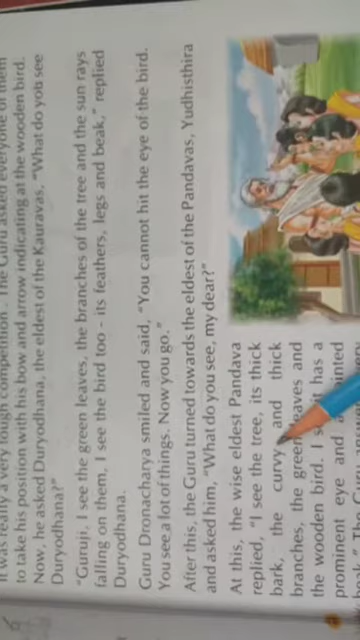 It was really a very tough competition. The Guru asked everyone of them
to take his position with his bow and arrow indicating at the wooden bird.
Now, he asked Duryodhana, the eldest of the Kauravas, "What do you see
Duryodhana?"
"Guruji, I see the green leaves, the branches of the tree and the sun rays
falling on them. I see the bird too - its feathers, legs and beak," replied
Duryodhana.
Guru Dronacharya smiled and said, "You cannot hit the eye of the bird.
You see a lot of things. Now you go."
After this, the Guru turned towards the eldest of the Pandavas, Yudhisthira
and asked him, "What do you see, my dear?"
At this, the wise eldest Pandava
replied, "I see the tree, its thick
bark, the curvy and thick
branches, the green leaves and
the wooden bird. I it has a
prominent eye and